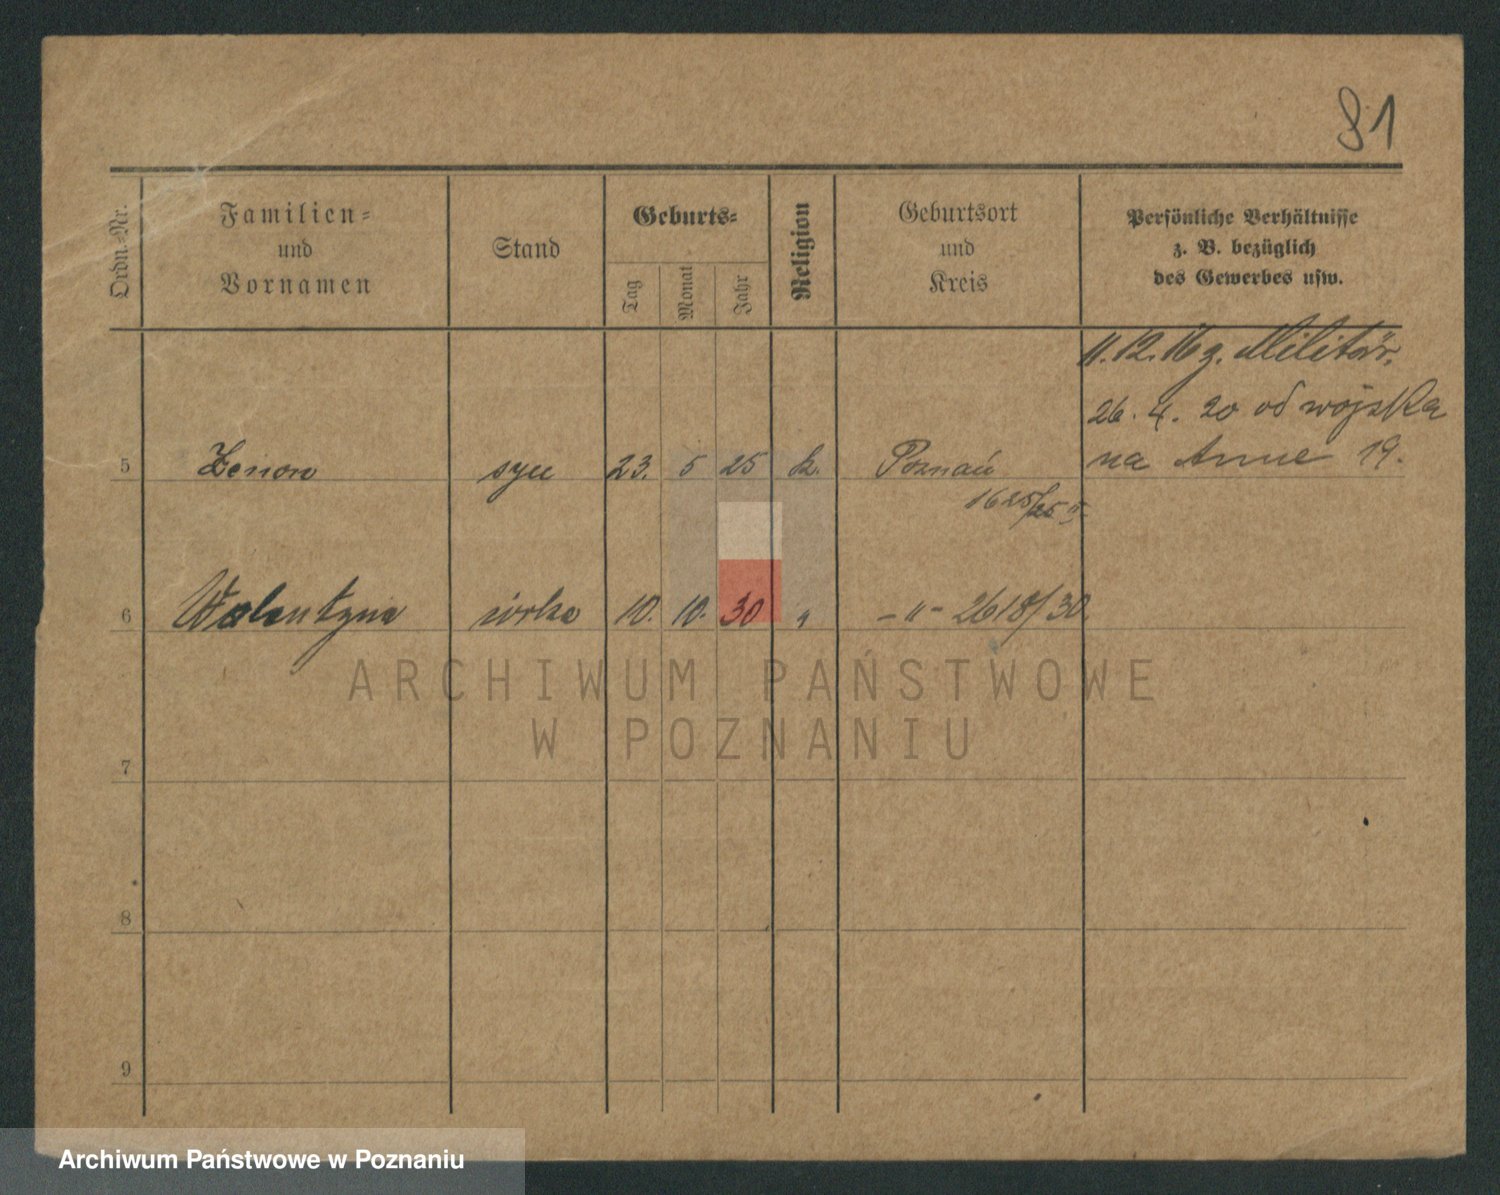 81
Ordn.-Nr.
Familien-
und
Vornamen
Stand
Geburts-
Tag
Monat
Jahr
Religion
Geburtsort
und
Kreis
Persönliche Verhältnisse
z. B. bezüglich
des Gewerbes usw.
11.12.16 z. Militär.
26. 4. 20 od wojska
na Anne 19.
5 Zenon syn 23. 5 25 k. Poznań
1625/25 II
6 Walentyna córka 10. 10. 30 " -"- 2618/30.
7
8
9
ARCHIWUM PAŃSTWOWE
W POZNANIU
Archiwum Państwowe w Poznaniu